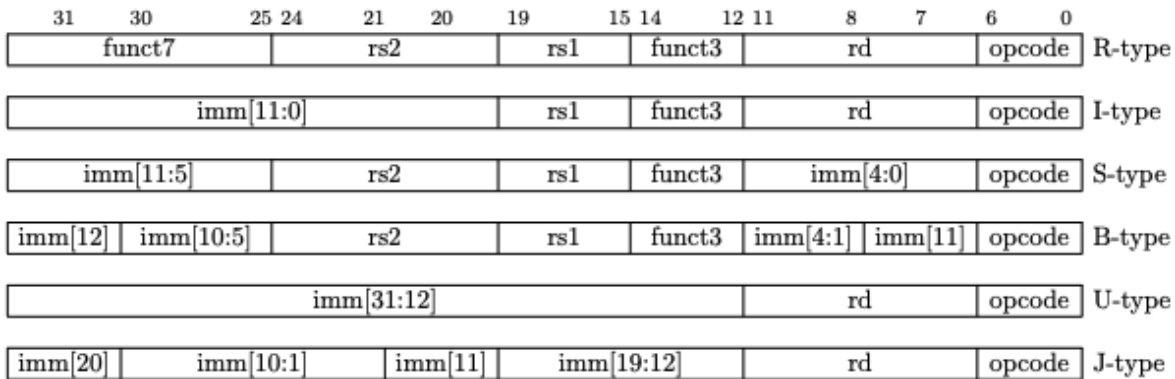 31 30 25 24 21 20 19 15 14 12 11 8 7 6 0
funct7 rs2 rs1 funct3 rd opcode R-type
imm[11:0] rs1 funct3 rd opcode I-type
imm[11:5] rs2 rs1 funct3 imm[4:0] opcode S-type
imm[12] imm[10:5] rs2 rs1 funct3 imm[4:1] imm[11] opcode B-type
imm[31:12] rd opcode U-type
imm[20] imm[10:1] imm[11] imm[19:12] rd opcode J-type